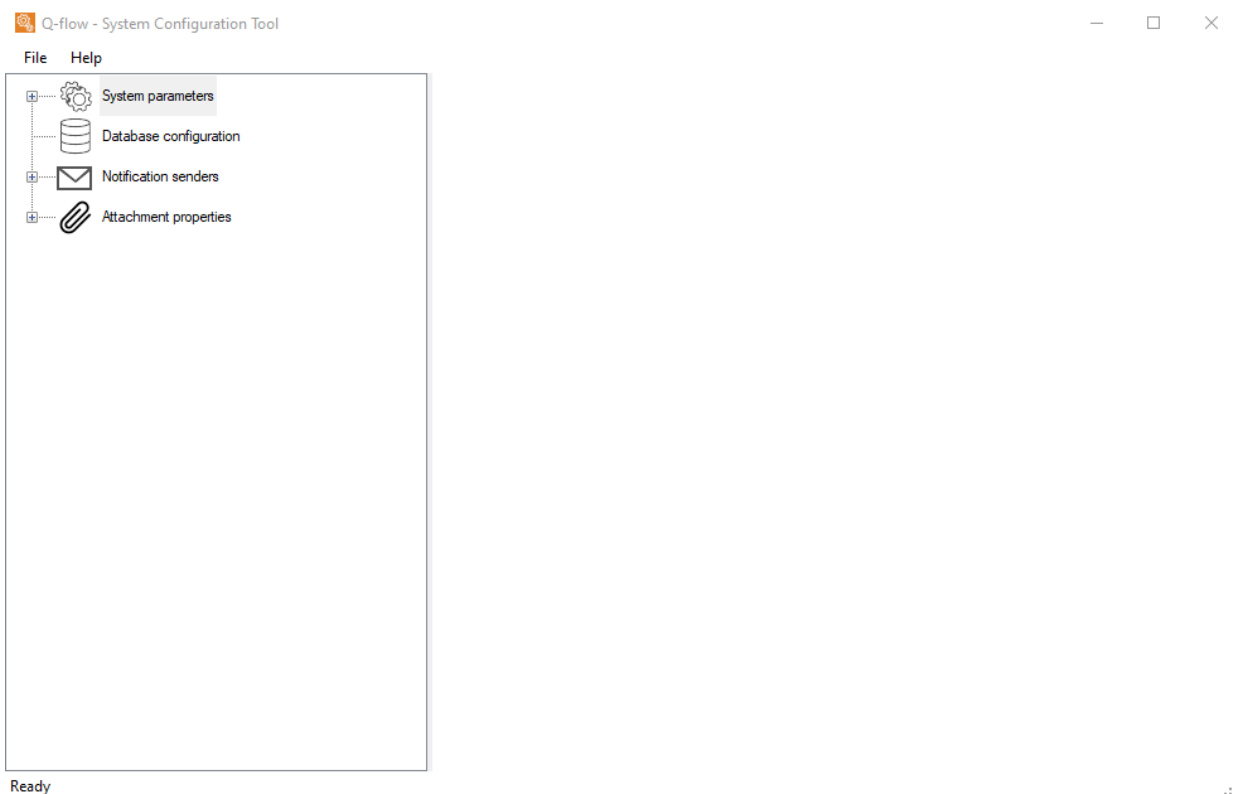 Q-flow - System Configuration Tool
File Help
System parameters
Database configuration
Notification senders
Attachment properties
Ready